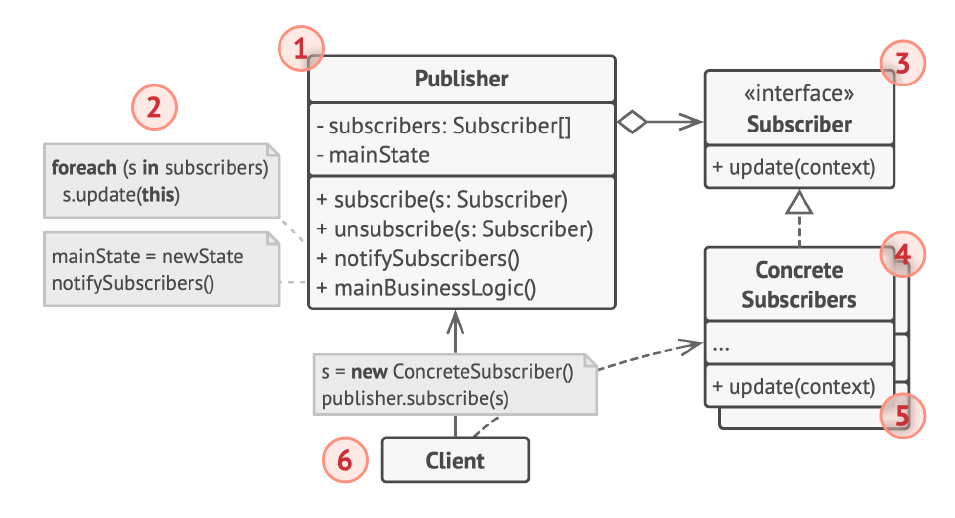 1
Publisher
- subscribers: Subscriber[]
- mainState
+ subscribe(s: Subscriber)
+ unsubscribe(s: Subscriber)
+ notifySubscribers()
+ mainBusinessLogic()
2
foreach (s in subscribers)
s.update(this)
mainState = newState
notifySubscribers()
3
«interface»
Subscriber
+ update(context)
4
Concrete
Subscribers
...
+ update(context)
5
s = new ConcreteSubscriber()
publisher.subscribe(s)
6
Client